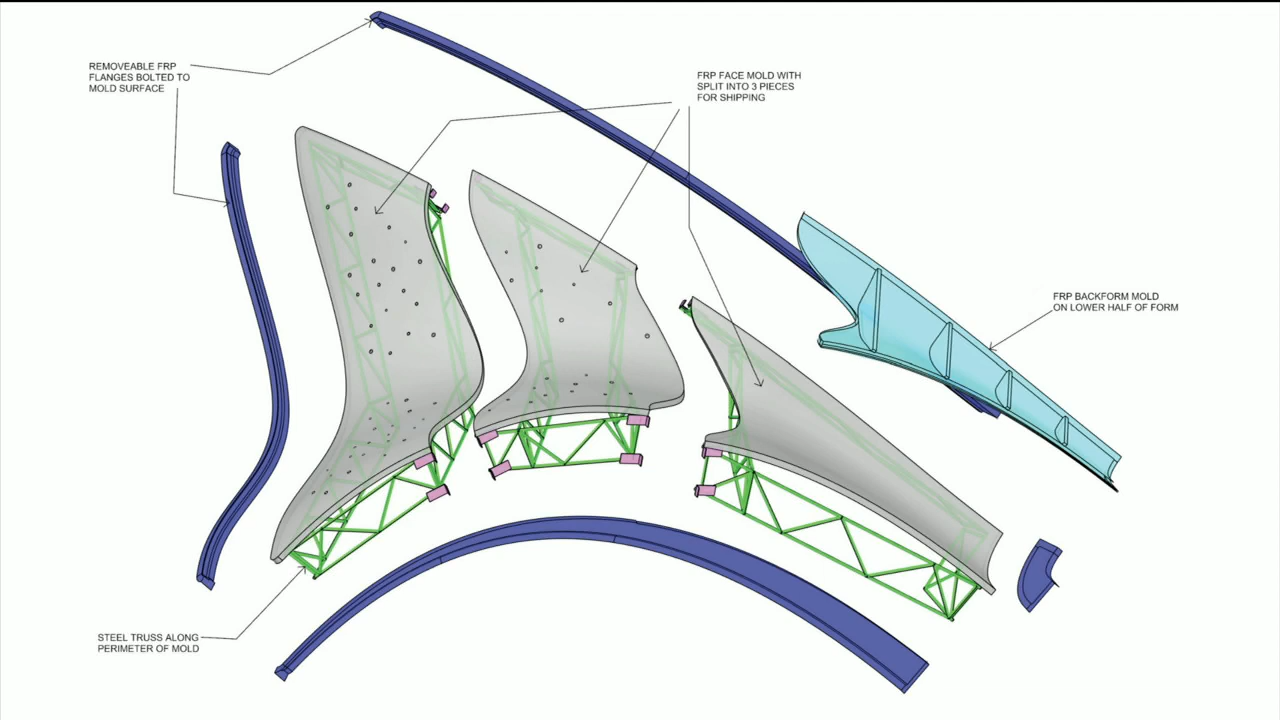 REMOVEABLE FRP
FLANGES BOLTED TO
MOLD SURFACE
FRP FACE MOLD WITH
SPLIT INTO 3 PIECES
FOR SHIPPING
FRP BACKFORM MOLD
ON LOWER HALF OF FORM
STEEL TRUSS ALONG
PERIMETER OF MOLD